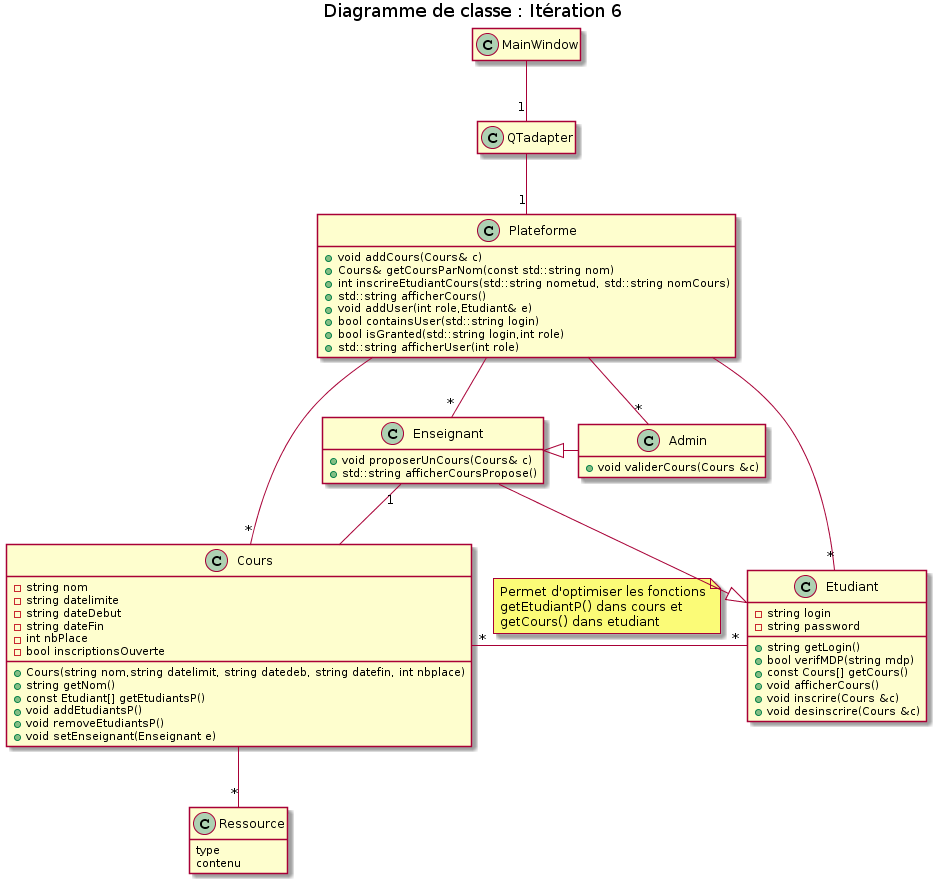 Diagramme de classe : Itération 6
C MainWindow
1
C QTadapter
1
C Plateforme
void addCours(Cours& c)
Cours& getCoursParNom(const std::string nom)
int inscrireEtudiantCours(std::string nometud, std::string nomCours)
std::string afficherCours()
void addUser(int role,Etudiant& e)
bool containsUser(std::string login)
bool isGranted(std::string login,int role)
std::string afficherUser(int role)
*
*
C Enseignant
void proposerUnCours(Cours& c)
std::string afficherCoursPropose()
C Admin
void validerCours(Cours &c)
1
*
*
C Cours
string nom
string datelimite
string dateDebut
string dateFin
int nbPlace
bool inscriptionsOuverte
Cours(string nom,string datelimit, string datedeb, string datefin, int nbplace)
string getNom()
const Etudiant[] getEtudiantsP()
void addEtudiantsP()
void removeEtudiantsP()
void setEnseignant(Enseignant e)
Permet d'optimiser les fonctions
getEtudiantP() dans cours et
getCours() dans etudiant
*
*
C Etudiant
string login
string password
string getLogin()
bool verifMDP(string mdp)
const Cours[] getCours()
void afficherCours()
void inscrire(Cours &c)
void desinscrire(Cours &c)
*
C Ressource
type
contenu